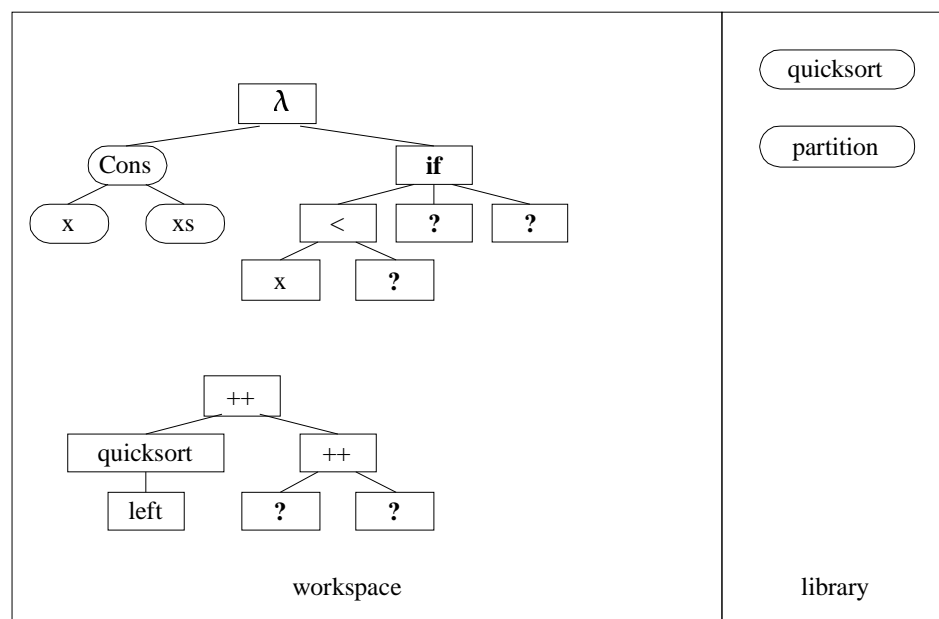 λ
Cons if
x xs < ? ?
x ?
++
quicksort ++
left ? ?
workspace
quicksort
partition
library